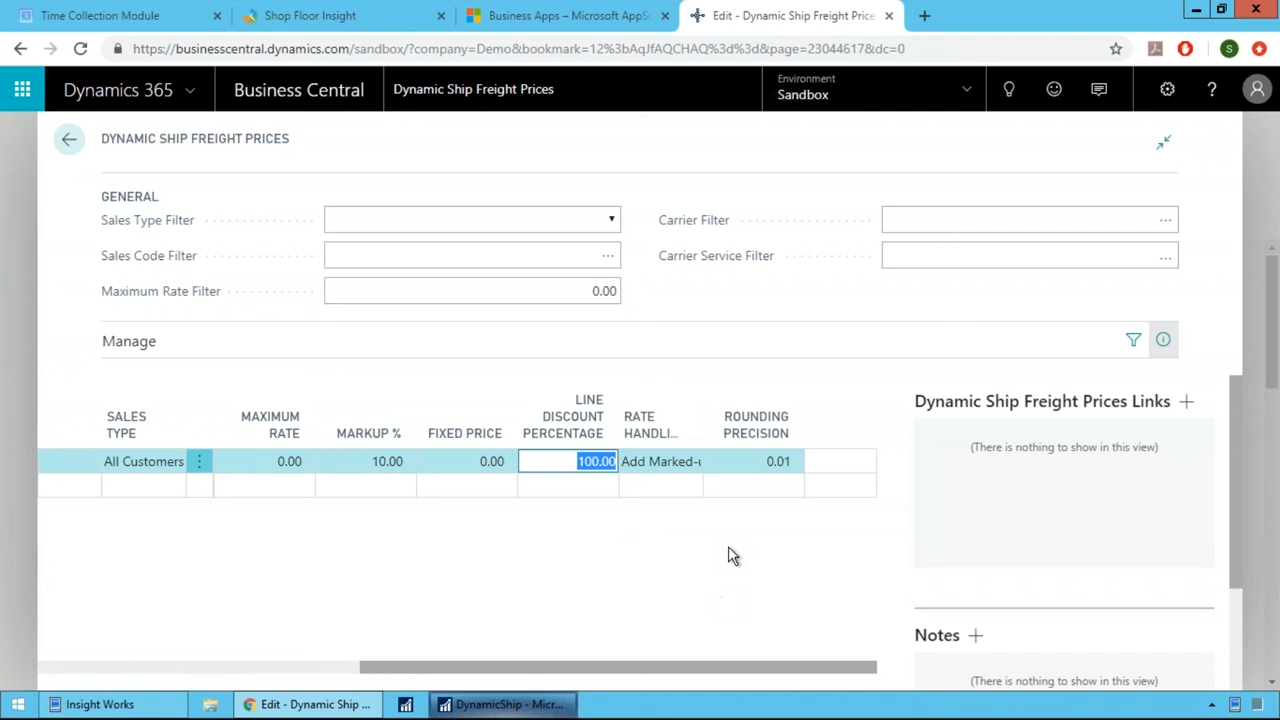 Time Collection Module
Shop Floor Insight
Business Apps – Microsoft AppSo
Edit - Dynamic Ship Freight Prices
https://businesscentral.dynamics.com/sandbox/?company=Demo&bookmark=12%3bAqJfAQCHAQ%3d%3d&page=23044617&dc=0
S
Dynamics 365
Business Central
Dynamic Ship Freight Prices
Environment
Sandbox
?
DYNAMIC SHIP FREIGHT PRICES
GENERAL
Sales Type Filter
Carrier Filter
Sales Code Filter
Carrier Service Filter
Maximum Rate Filter
0.00
Manage
SALES TYPE
MAXIMUM RATE
MARKUP %
FIXED PRICE
LINE DISCOUNT PERCENTAGE
RATE HANDLI...
ROUNDING PRECISION
All Customers 0.00 10.00 0.00 100.00 Add Marked-u 0.01
Dynamic Ship Freight Prices Links
(There is nothing to show in this view)
Notes
(There is nothing to show in this view)
Insight Works
Edit - Dynamic Ship ...
DynamicShip - Micr...